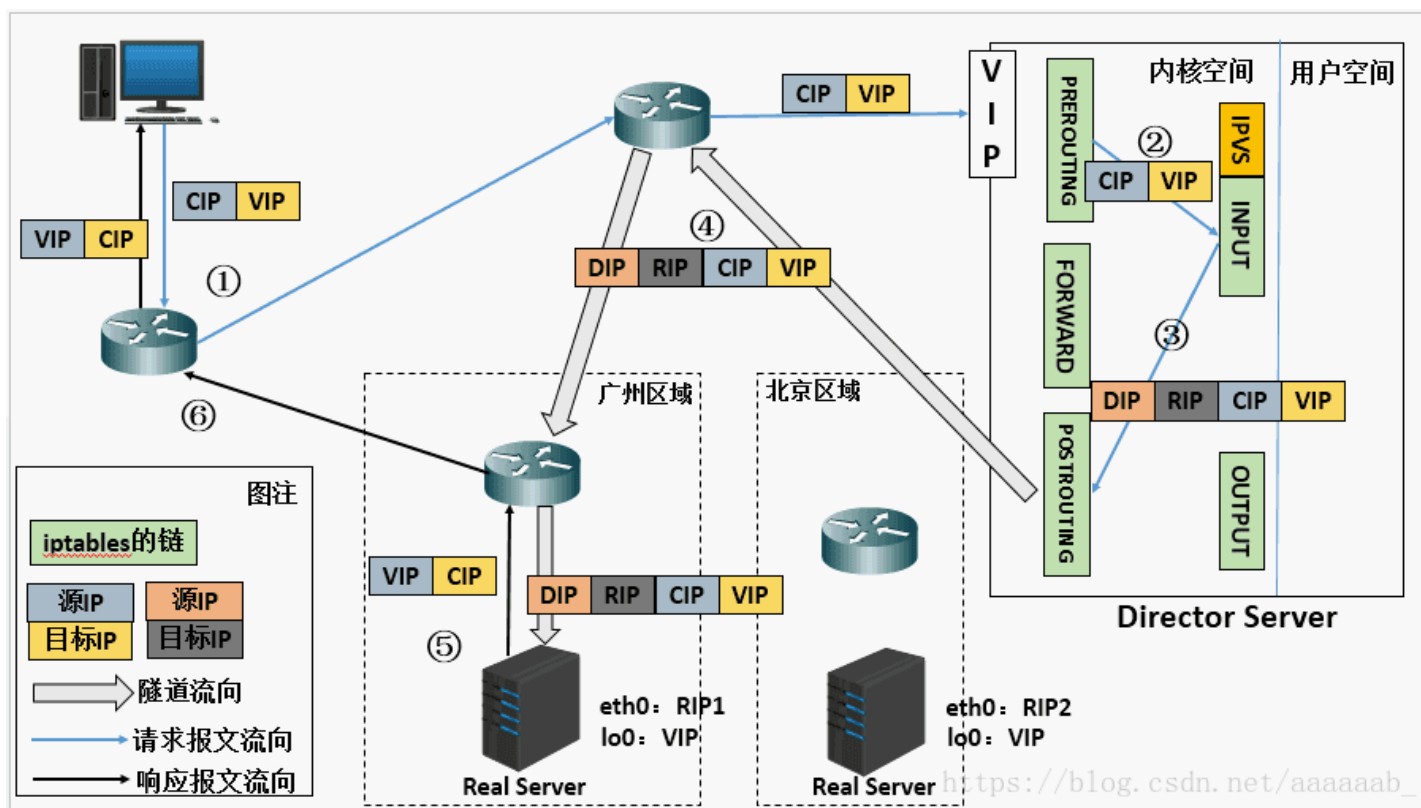 CIP VIP
VIP
PREROUTING
内核空间
用户空间
IPVS
②
CIP VIP
INPUT
CIP VIP
VIP CIP
①
④
DIP RIP CIP VIP
FORWARD
③
DIP RIP CIP VIP
POSTROUTING
OUTPUT
Director Server
⑥
广州区域
北京区域
图注
iptables的链
源IP
源IP
目标IP
目标IP
隧道流向
请求报文流向
响应报文流向
VIP CIP
DIP RIP CIP VIP
⑤
eth0：RIP1
lo0：VIP
Real Server
eth0：RIP2
lo0：VIP
Real Server
https://blog.csdn.net/aaaaaab_